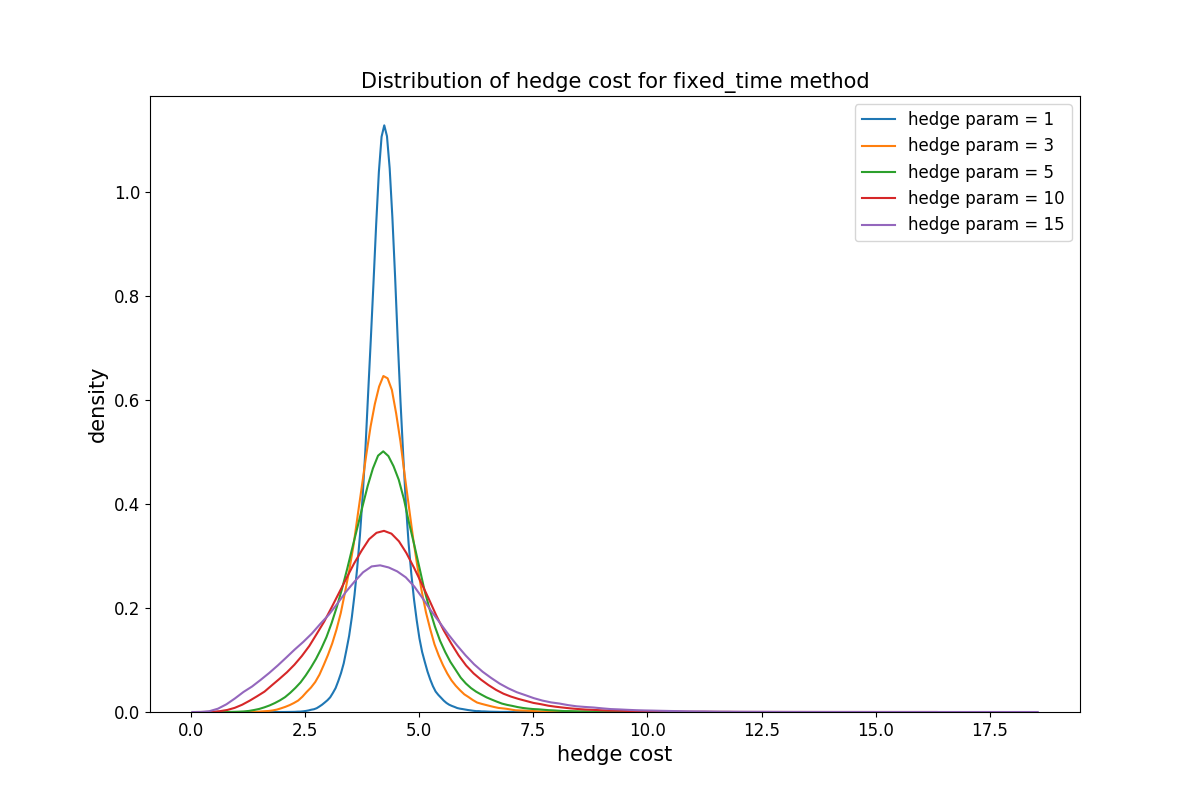 Distribution of hedge cost for fixed_time method
hedge param = 1
hedge param = 3
hedge param = 5
hedge param = 10
hedge param = 15
density
1.0
0.8
0.6
0.4
0.2
0.0
0.0 2.5 5.0 7.5 10.0 12.5 15.0 17.5
hedge cost